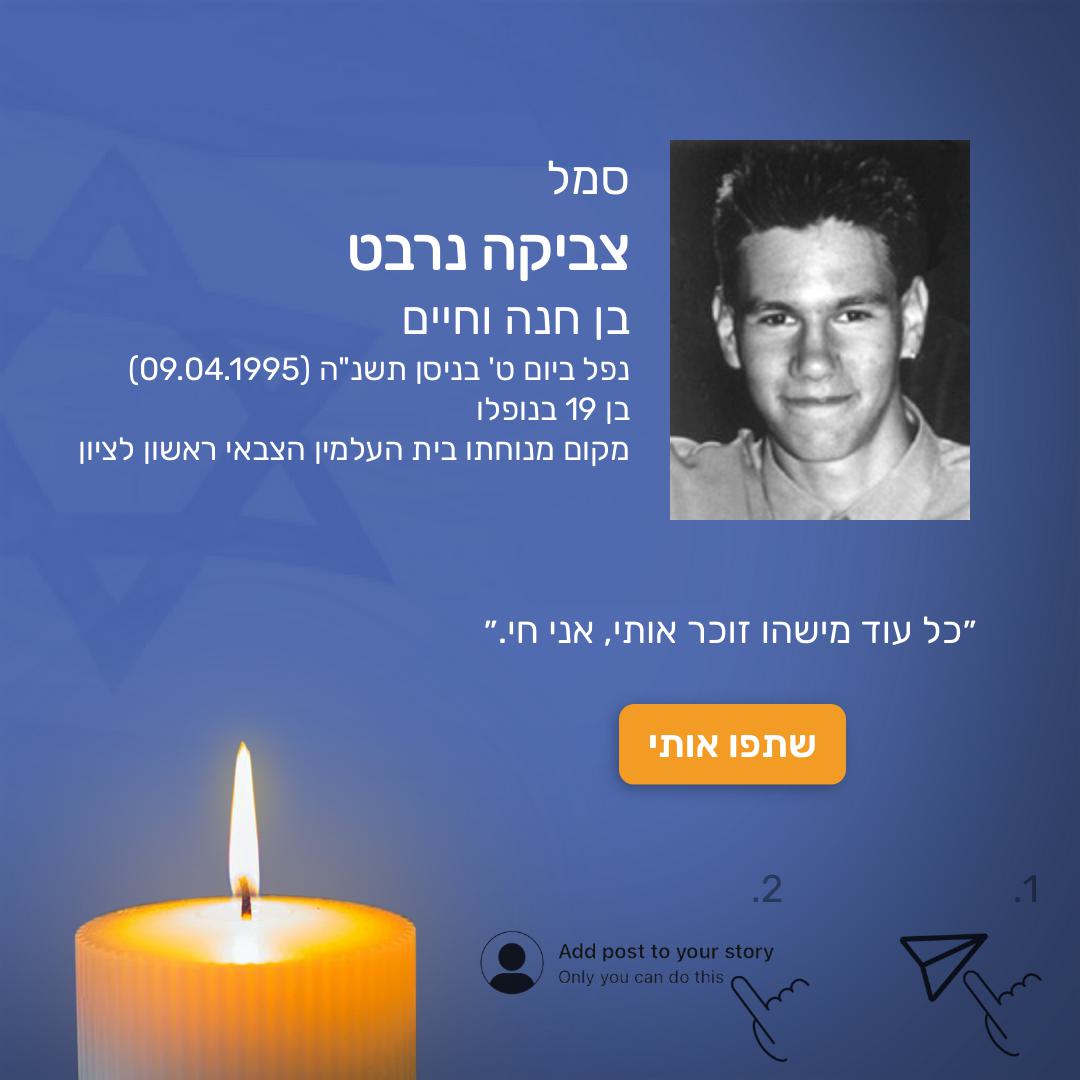 סמל
צביקה נרבט
בן חנה וחיים
נפל ביום ט' בניסן תשנ"ה (09.04.1995)
בן 19 בנופלו
מקום מנוחתו בית העלמין הצבאי ראשון לציון
״כל עוד מישהו זוכר אותי, אני חי.״
שתפו אותי
.1
.2
Add post to your story
Only you can do this